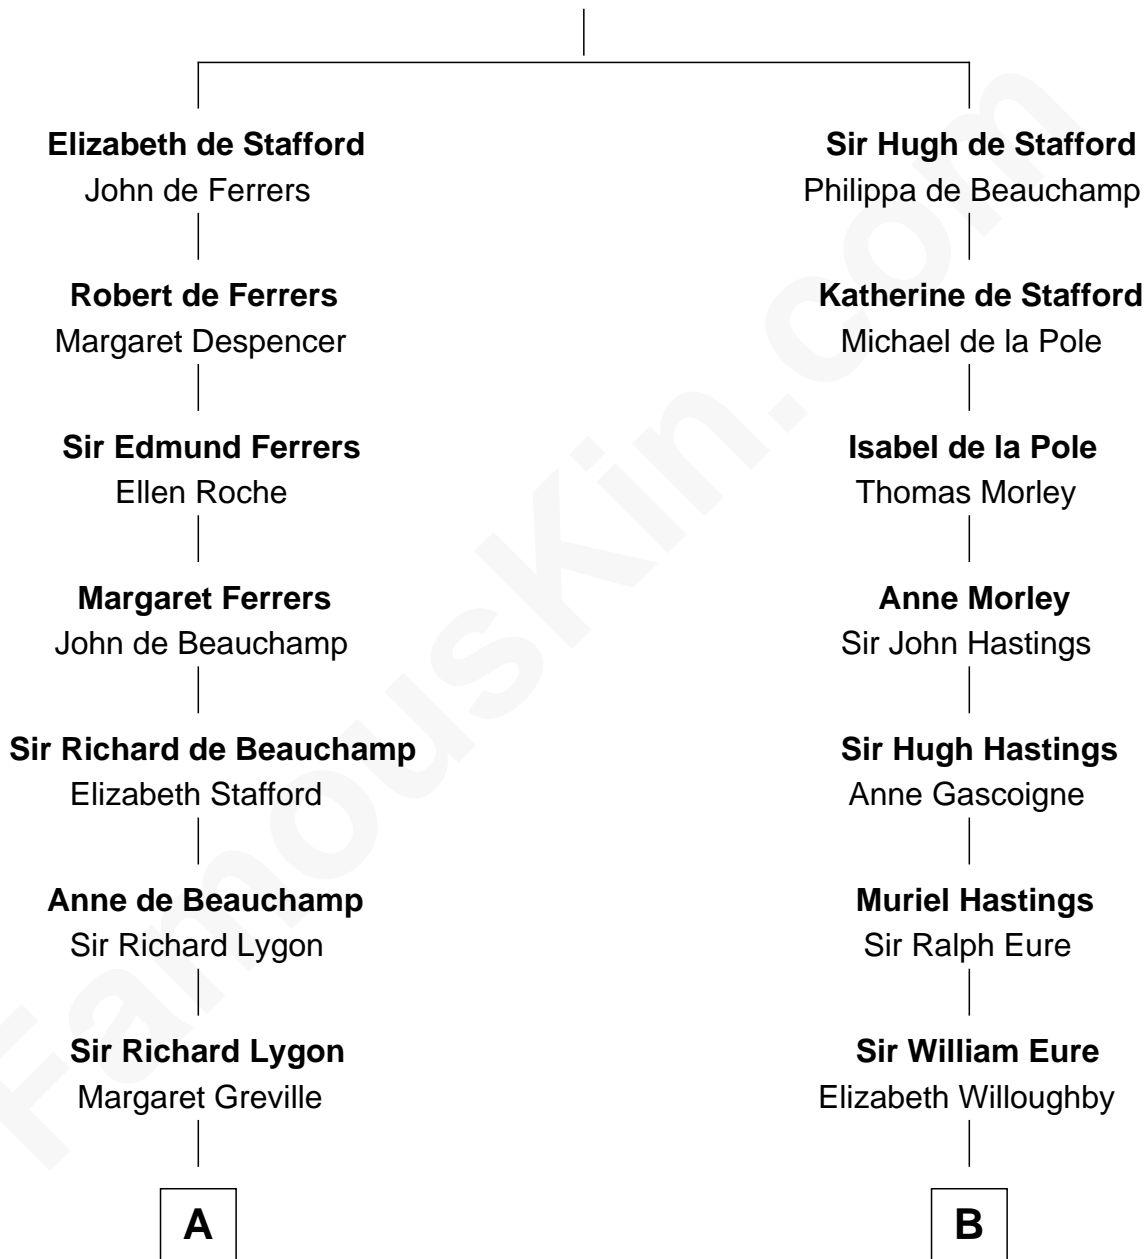 Elizabeth de Stafford
John de Ferrers
Robert de Ferrers
Margaret Despencer
Sir Edmund Ferrers
Ellen Roche
Margaret Ferrers
John de Beauchamp
Sir Richard de Beauchamp
Elizabeth Stafford
Anne de Beauchamp
Sir Richard Lygon
Sir Richard Lygon
Margaret Greville
A
Sir Hugh de Stafford
Philippa de Beauchamp
Katherine de Stafford
Michael de la Pole
Isabel de la Pole
Thomas Morley
Anne Morley
Sir John Hastings
Sir Hugh Hastings
Anne Gascoigne
Muriel Hastings
Sir Ralph Eure
Sir William Eure
Elizabeth Willoughby
B
FamousKin.com